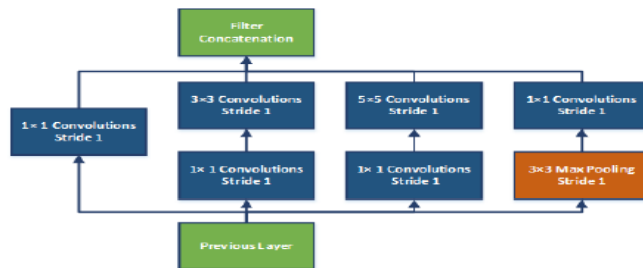 Filter
Concatenation
3×3 Convolutions
Stride 1
5×5 Convolutions
Stride 1
1×1 Convolutions
Stride 1
1× 1 Convolutions
Stride 1
1× 1 Convolutions
Stride 1
1× 1 Convolutions
Stride 1
3×3 Max Pooling
Stride 1
Previous Layer